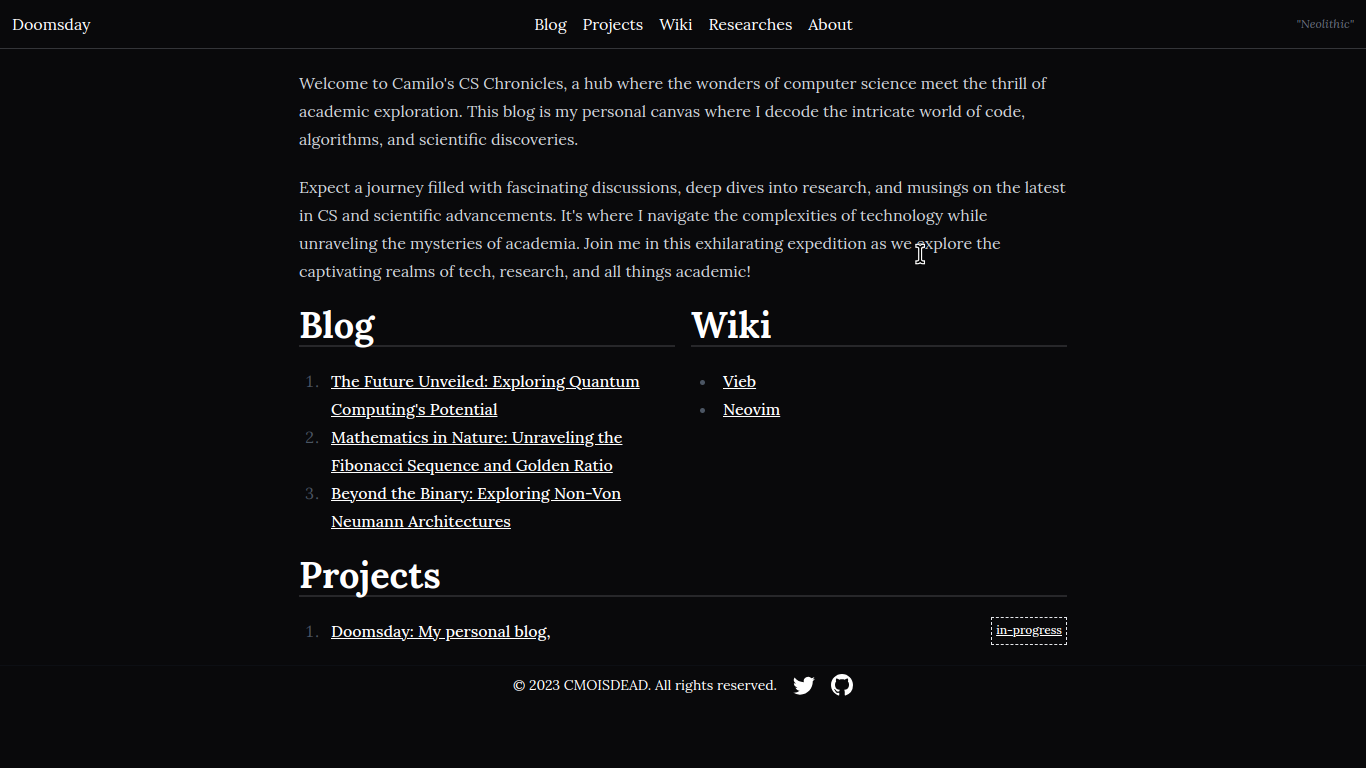 Doomsday
Blog Projects Wiki Researches About
"Neolithic"
Welcome to Camilo's CS Chronicles, a hub where the wonders of computer science meet the thrill of
academic exploration. This blog is my personal canvas where I decode the intricate world of code,
algorithms, and scientific discoveries.
Expect a journey filled with fascinating discussions, deep dives into research, and musings on the latest
in CS and scientific advancements. It's where I navigate the complexities of technology while
unraveling the mysteries of academia. Join me in this exhilarating expedition as we explore the
captivating realms of tech, research, and all things academic!
Blog
1. The Future Unveiled: Exploring Quantum
Computing's Potential
2. Mathematics in Nature: Unraveling the
Fibonacci Sequence and Golden Ratio
3. Beyond the Binary: Exploring Non-Von
Neumann Architectures
Wiki
• Vieb
• Neovim
Projects
1. Doomsday: My personal blog,
in-progress
© 2023 CMOISDEAD. All rights reserved.